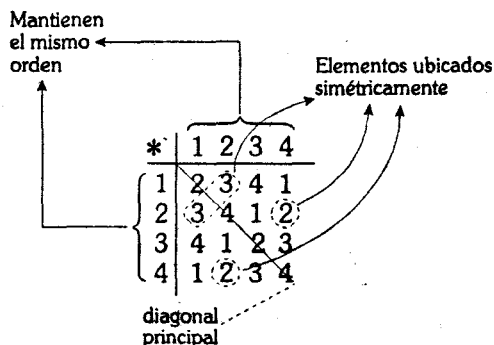 Mantienen
el mismo
orden
Elementos ubicados
simétricamente
* 1 2 3 4
1 2 3 4 1
2 3 4 1 2
3 4 1 2 3
4 1 2 3 4
diagonal
principal